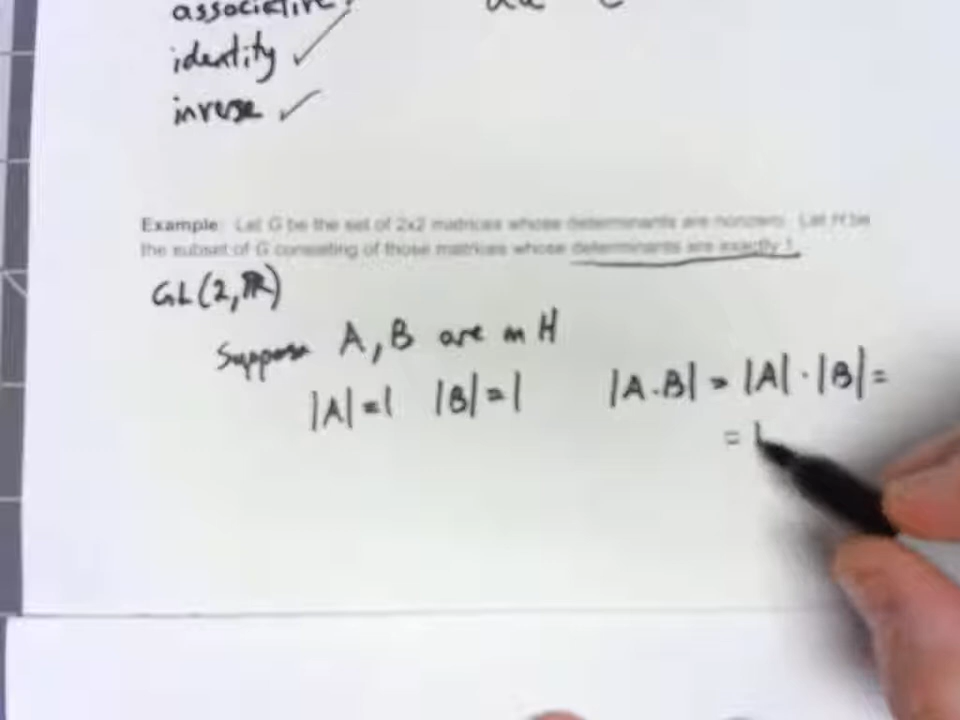 associative
identity ✓
inverse ✓
Example: Let G be the set of 2x2 matrices whose determinants are nonzero. Let H be
the subset of G consisting of those matrices whose determinants are exactly 1.
GL(2,ℝ)
Suppose A, B are in H
|A|=1 |B|=1 |A·B| = |A|·|B|=
= 1